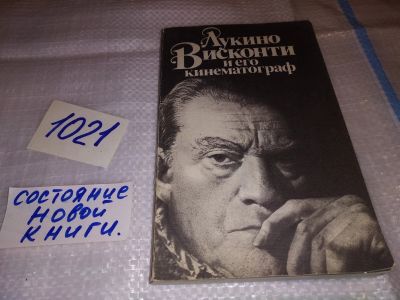 Лукино
Висконти
и его
кинематограф
1021
состояние
новой
книги.